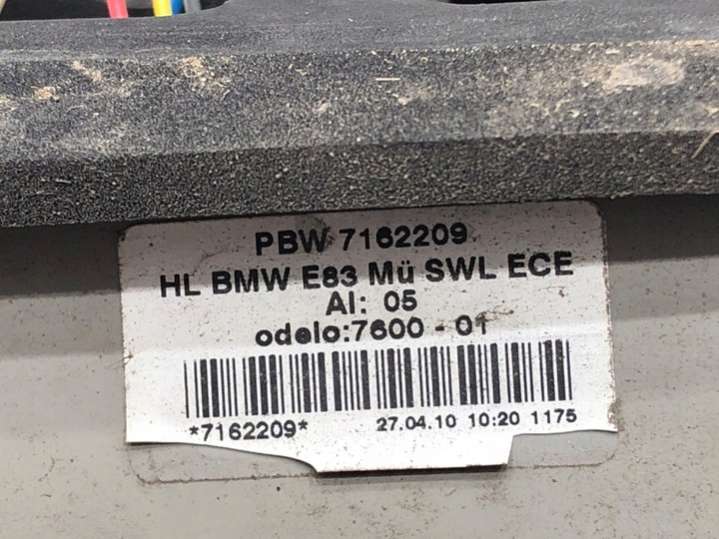 PBW 7162209
HL BMW E83 Mü SWL ECE
AI: 05
odelo:7600 - 01
*7162209* 27.04.10 10:20 1175